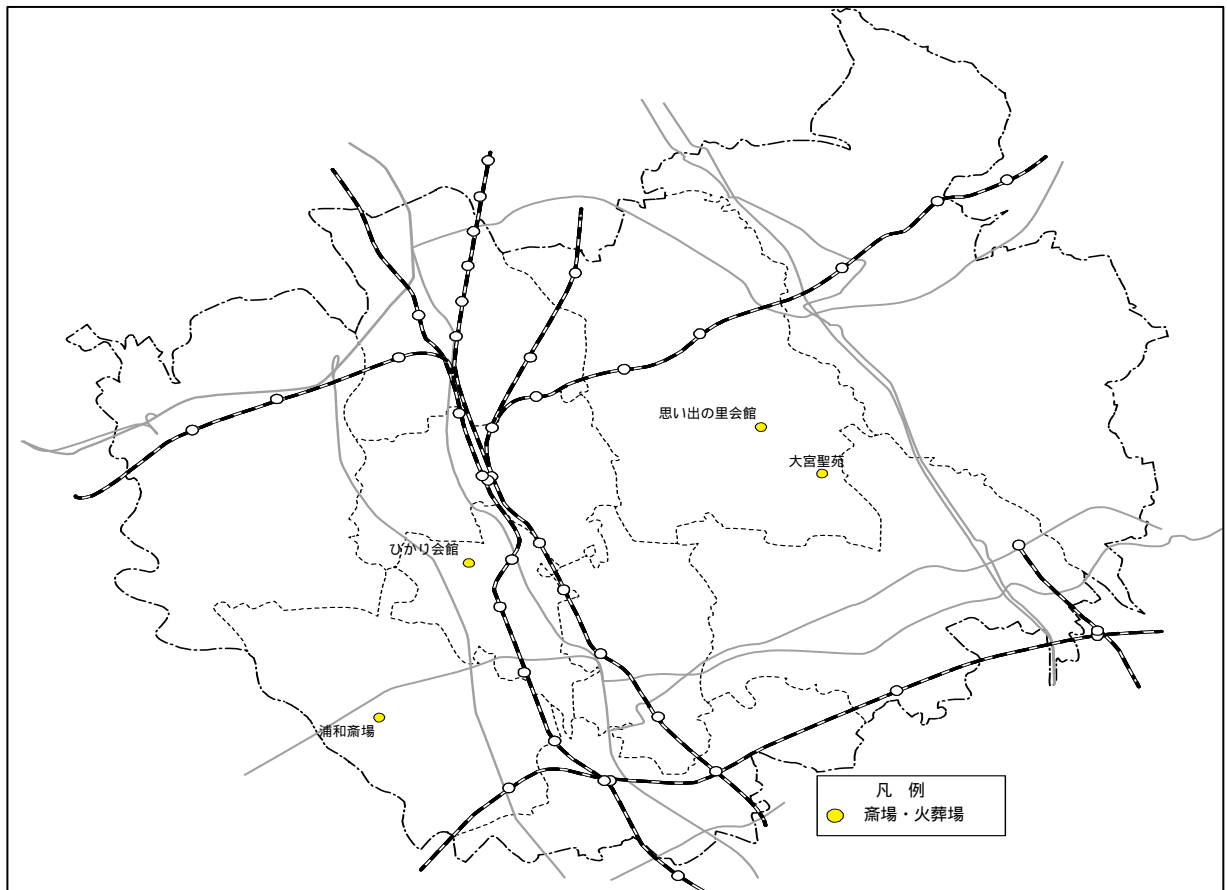 思い出の里会館
大宮聖苑
ひかり会館
浦和斎場
凡 例
斎場・火葬場